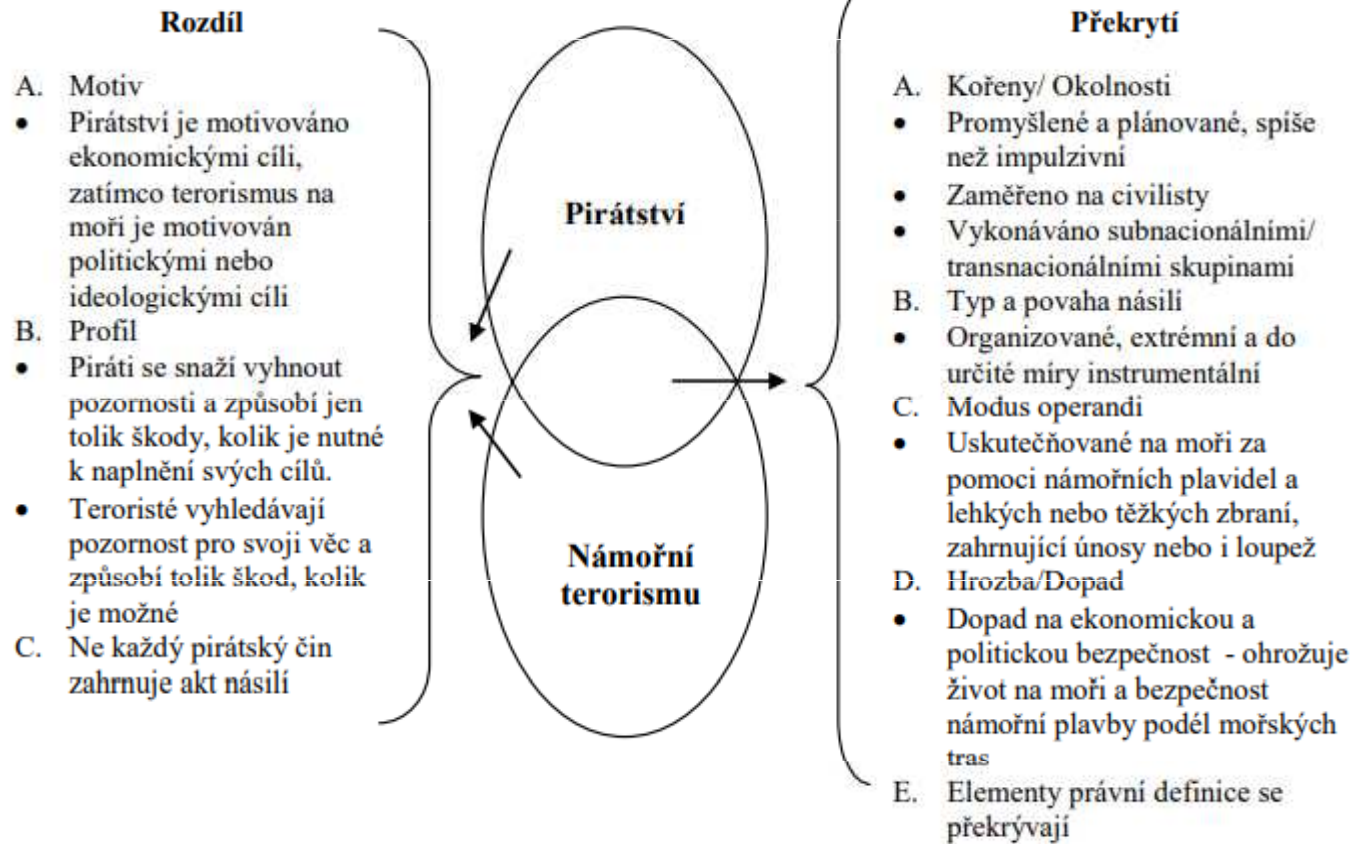 Rozdíl
A. Motiv
• Pirátství je motivováno
ekonomickými cíli,
zatímco terorismus na
moři je motivován
politickými nebo
ideologickými cíli
B. Profil
• Piráti se snaží vyhnout
pozornosti a způsobí jen
tolik škody, kolik je nutné
k naplnění svých cílů.
• Teroristé vyhledávají
pozornost pro svoji věc a
způsobí tolik škod, kolik
je možné
C. Ne každý pirátský čin
zahrnuje akt násilí
Pirátství
Námořní
terorismu
Překrytí
A. Kořeny/ Okolnosti
• Promyšlené a plánované, spíše
než impulzivní
• Zaměřeno na civilisty
• Vykonáváno subnacionálními/
transnacionálními skupinami
B. Typ a povaha násilí
• Organizované, extrémní a do
určité míry instrumentální
C. Modus operandi
• Uskutečňované na moři za
pomoci námořních plavidel a
lehkých nebo těžkých zbraní,
zahrnující únosy nebo i loupež
D. Hrozba/Dopad
• Dopad na ekonomickou a
politickou bezpečnost - ohrožuje
život na moři a bezpečnost
námořní plavby podél mořských
tras
E. Elementy právní definice se
překrývají